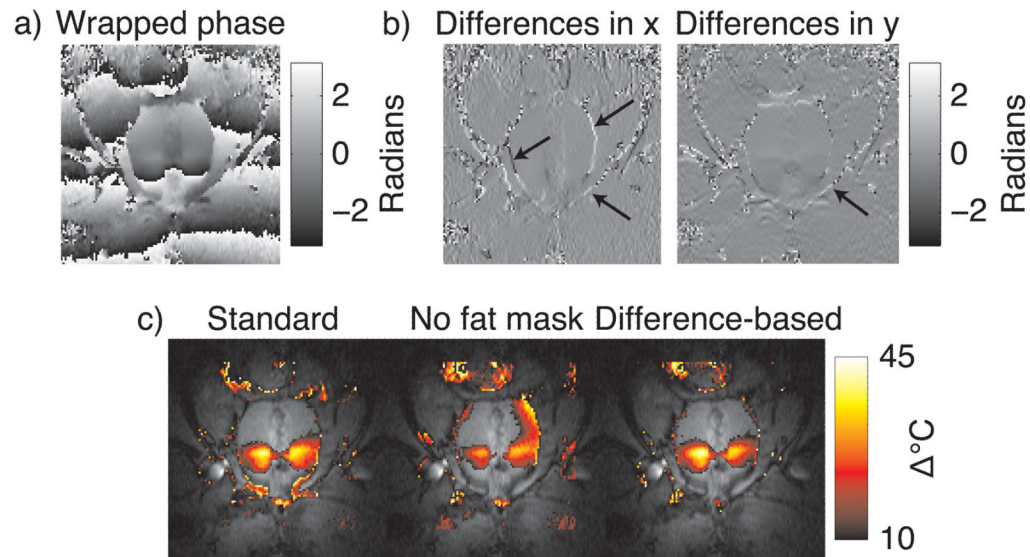 a) Wrapped phase
2
0
−2
Radians
b) Differences in x
Differences in y
2
0
−2
Radians
c) Standard
No fat mask
Difference-based
45
Δ°C
10